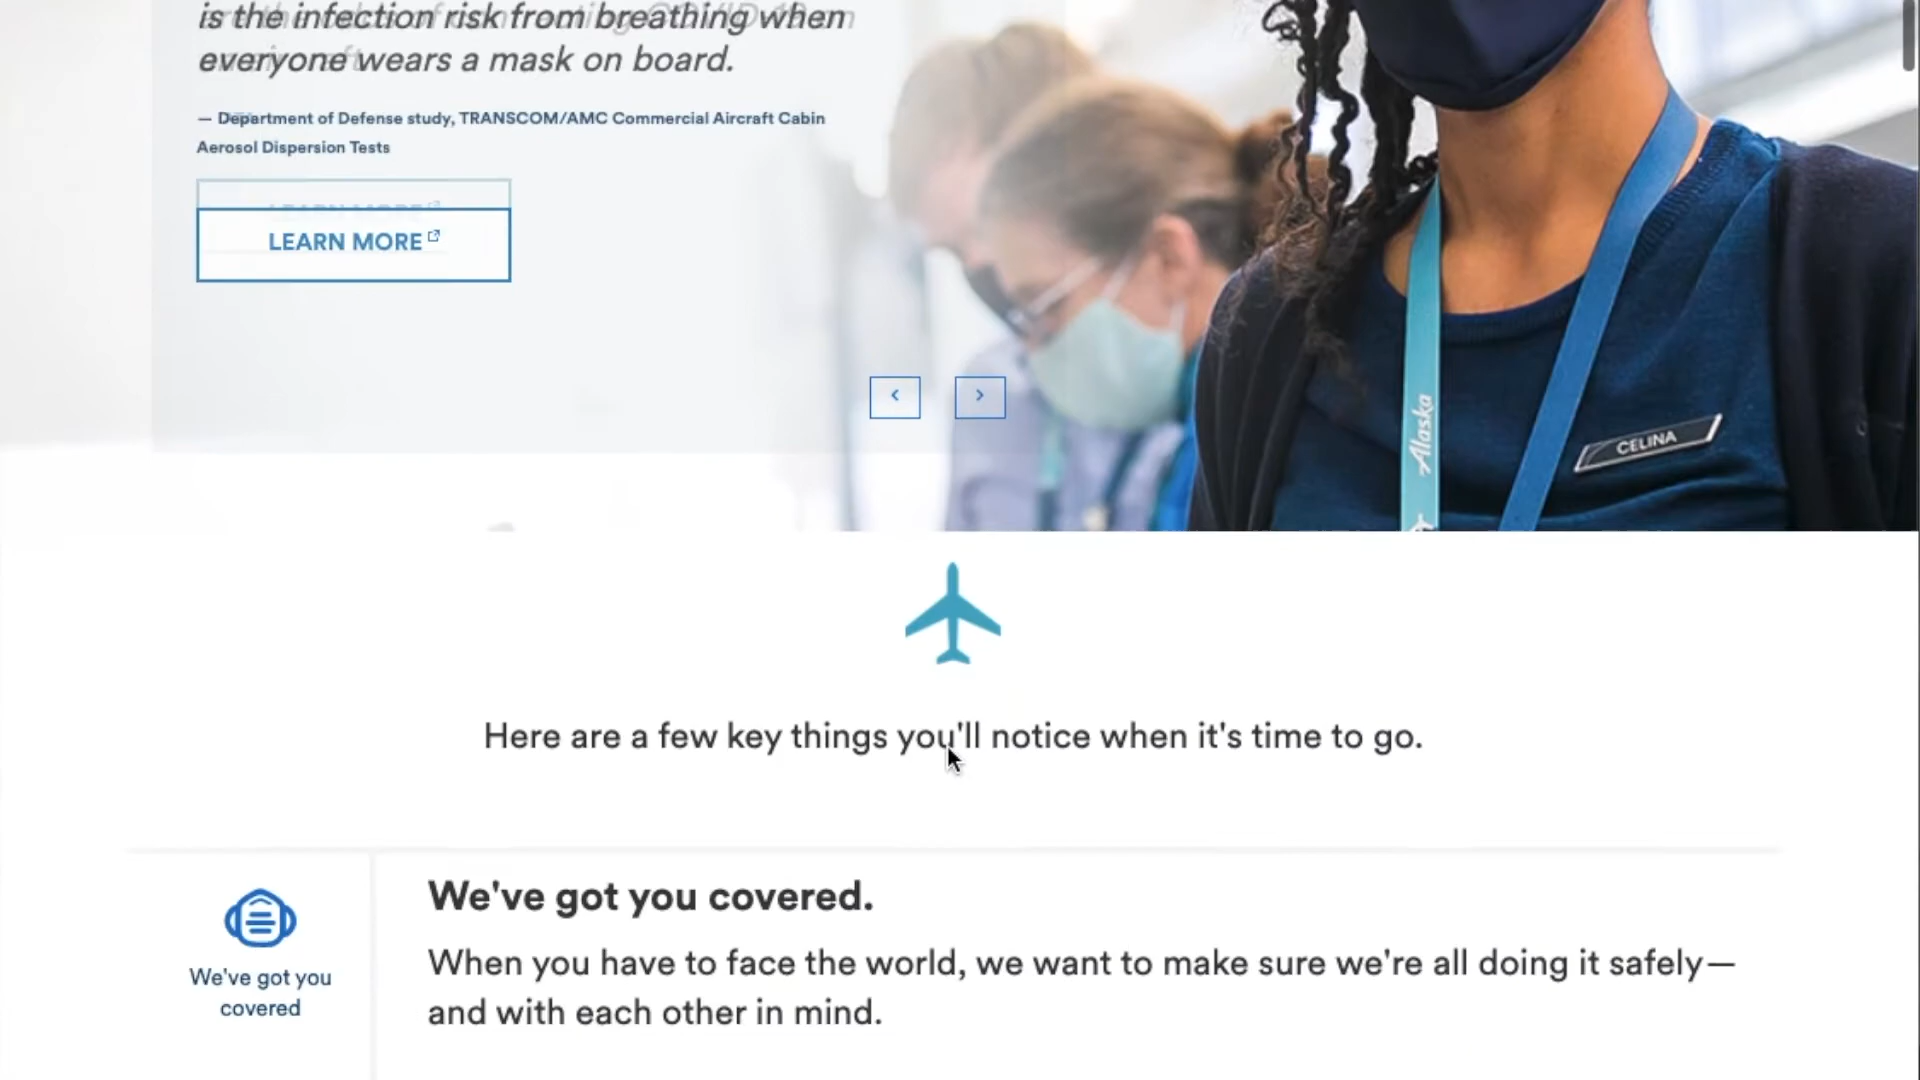 is the infection risk from breathing when
everyone wears a mask on board.
— Department of Defense study, TRANSCOM/AMC Commercial Aircraft Cabin
Aerosol Dispersion Tests
LEARN MORE
LEARN MORE
Alaska
CELINA
Here are a few key things you'll notice when it's time to go.
We've got you
covered
We've got you covered.
When you have to face the world, we want to make sure we're all doing it safely—
and with each other in mind.